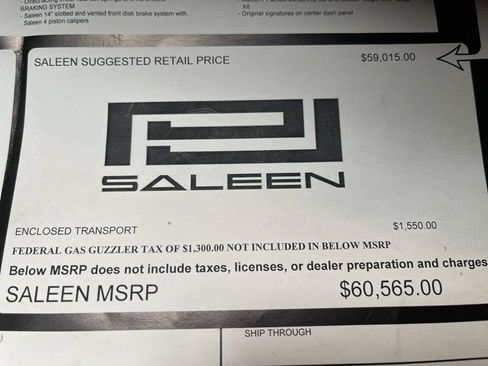 BRAKING SYSTEM
- Saleen 14" slotted and vented front disk brake system with
Saleen 4 piston calipers
kit
- Original signatures on center dash panel.
SALEEN SUGGESTED RETAIL PRICE $59,015.00
SALEEN
ENCLOSED TRANSPORT $1,550.00
FEDERAL GAS GUZZLER TAX OF $1,300.00 NOT INCLUDED IN BELOW MSRP
Below MSRP does not include taxes, licenses, or dealer preparation and charges
SALEEN MSRP $60,565.00
SHIP THROUGH